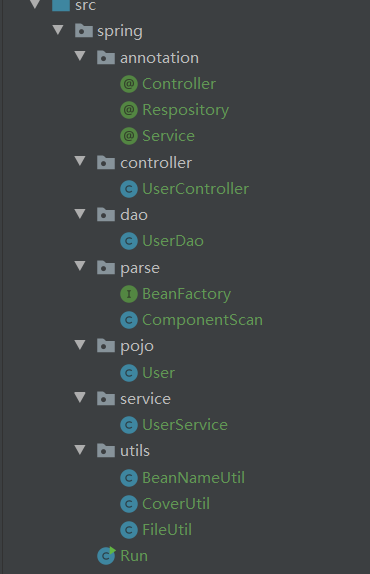 src
spring
annotation
Controller
Respository
Service
controller
UserController
dao
UserDao
parse
BeanFactory
ComponentScan
pojo
User
service
UserService
utils
BeanNameUtil
CoverUtil
FileUtil
Run